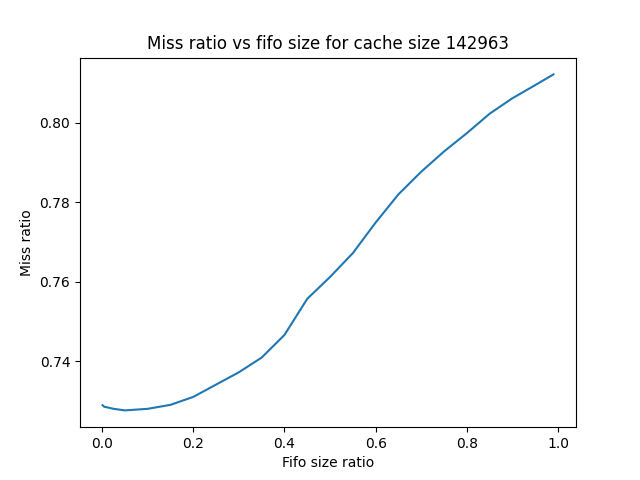 Miss ratio vs fifo size for cache size 142963
Miss ratio
0.80
0.78
0.76
0.74
0.0 0.2 0.4 0.6 0.8 1.0
Fifo size ratio